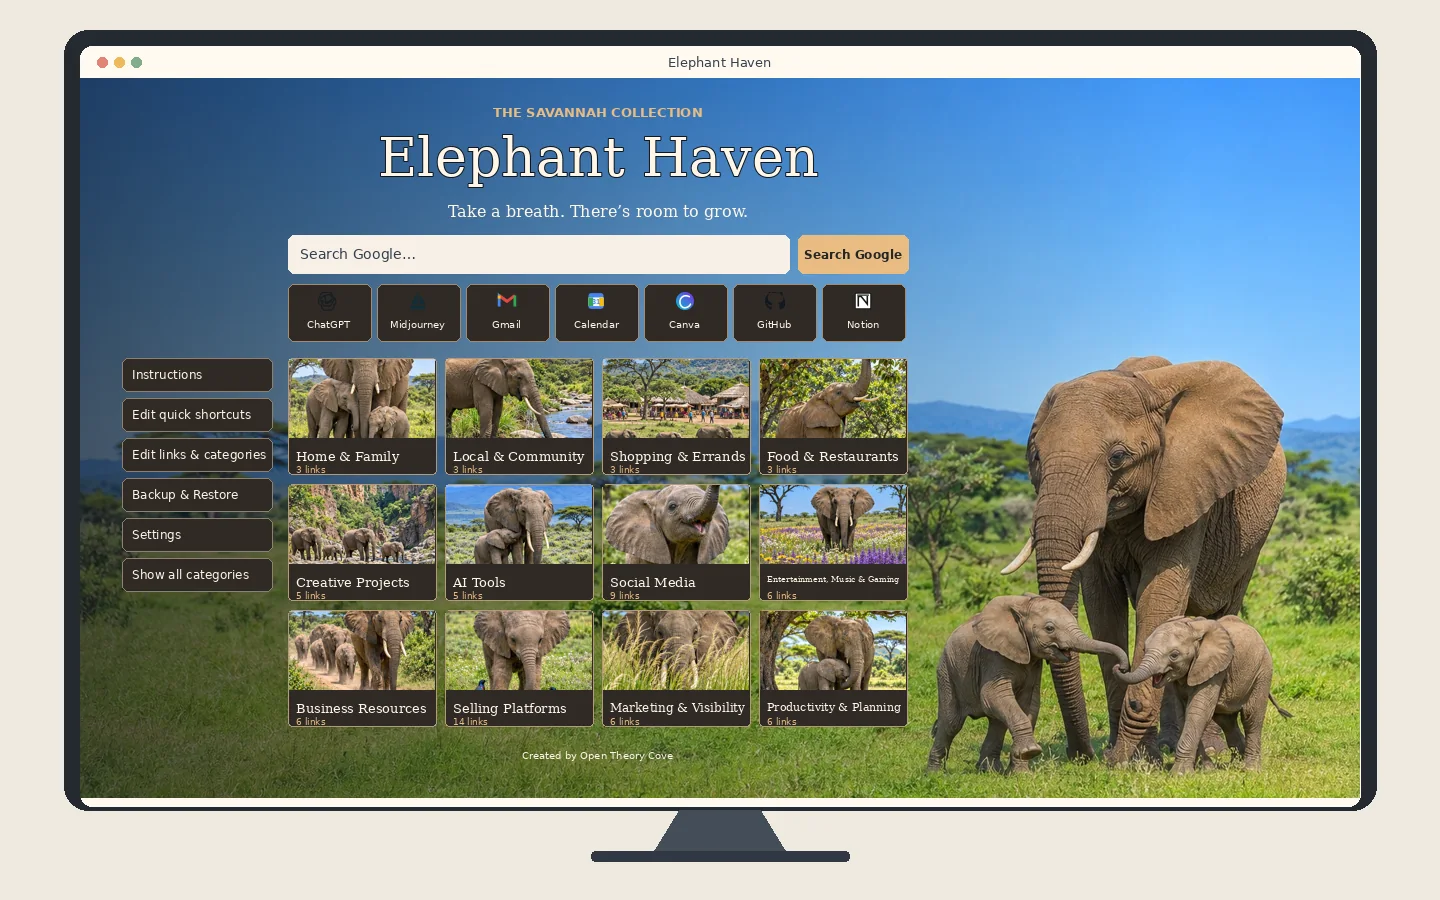 Elephant Haven
THE SAVANNAH COLLECTION
Elephant Haven
Take a breath. There’s room to grow.
Search Google...
Search Google
ChatGPT
Midjourney
Gmail
Calendar
Canva
GitHub
Notion
Instructions
Edit quick shortcuts
Edit links & categories
Backup & Restore
Settings
Show all categories
Home & Family
3 links
Local & Community
3 links
Shopping & Errands
3 links
Food & Restaurants
3 links
Creative Projects
5 links
AI Tools
5 links
Social Media
9 links
Entertainment, Music & Gaming
6 links
Business Resources
6 links
Selling Platforms
14 links
Marketing & Visibility
6 links
Productivity & Planning
6 links
Created by Open Theory Cove